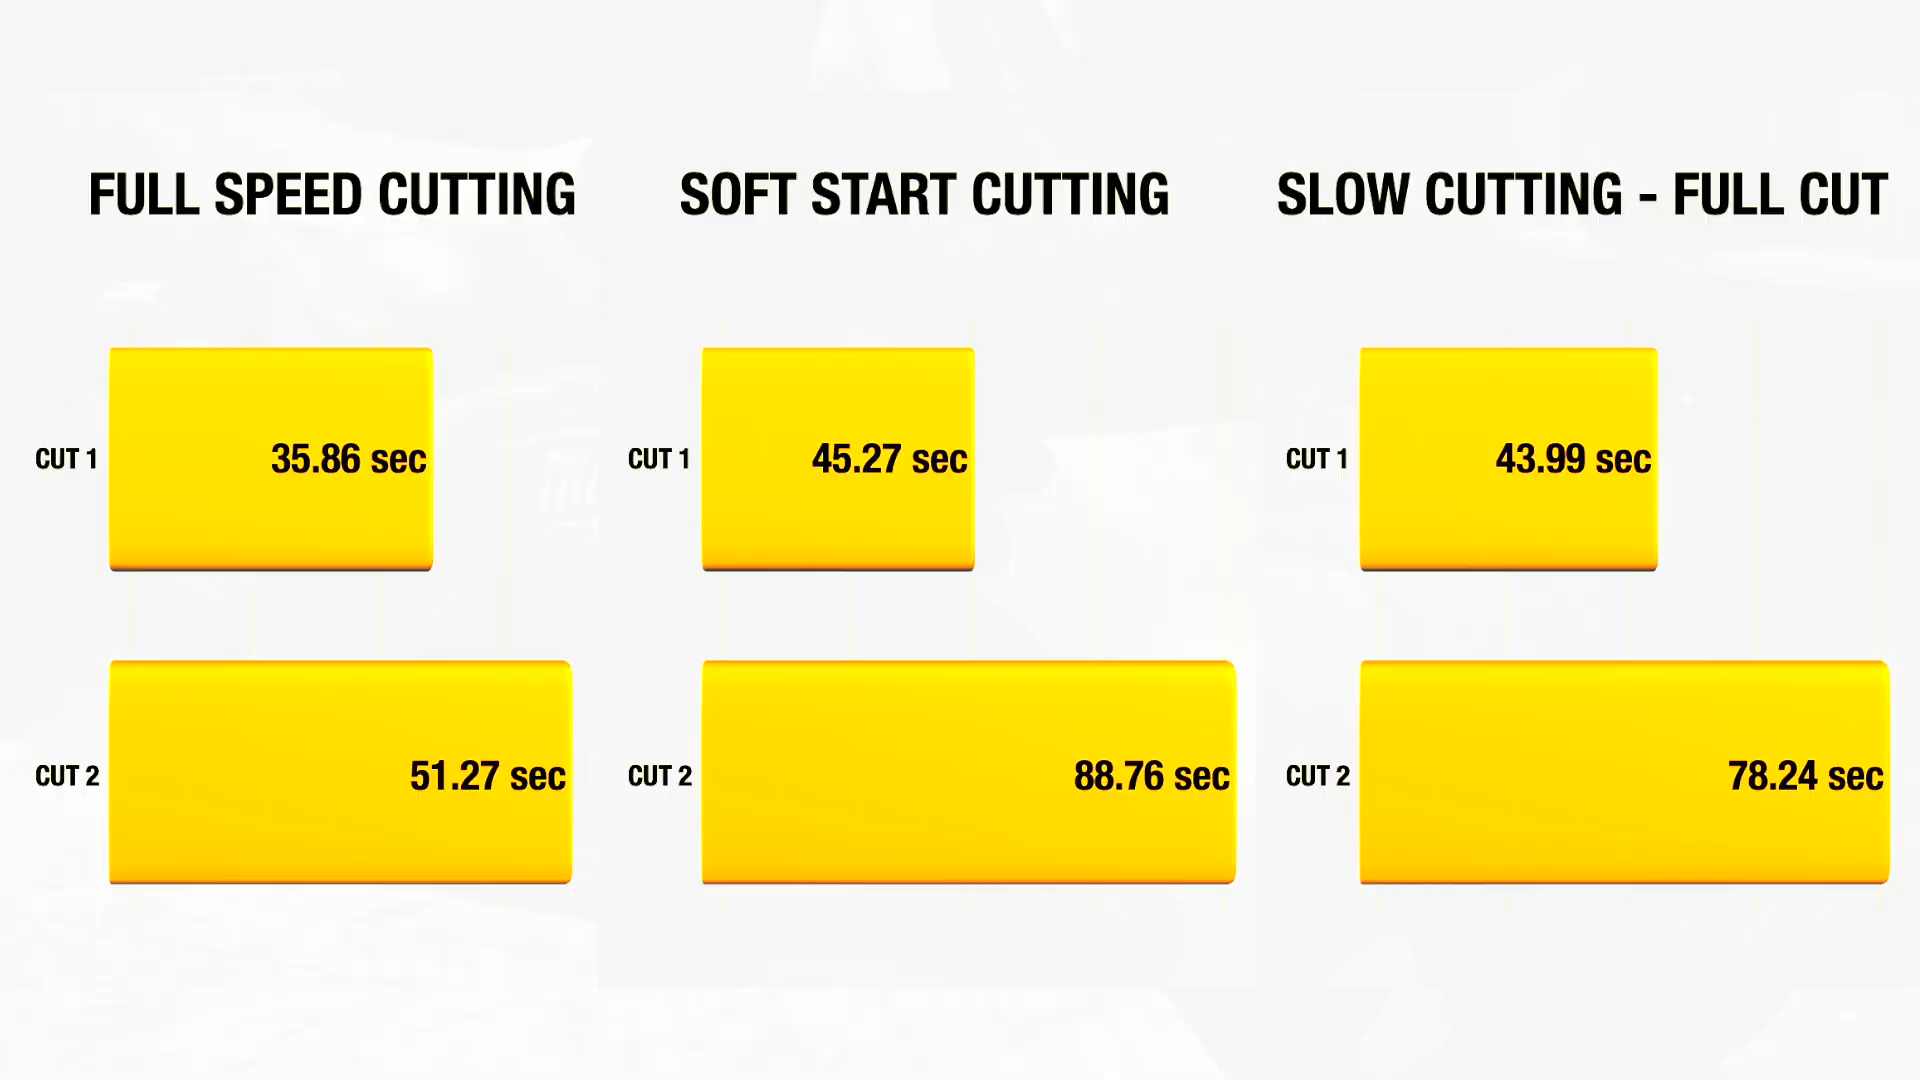 FULL SPEED CUTTING
CUT 1
35.86 sec
CUT 2
51.27 sec
SOFT START CUTTING
CUT 1
45.27 sec
CUT 2
88.76 sec
SLOW CUTTING - FULL CUT
CUT 1
43.99 sec
CUT 2
78.24 sec